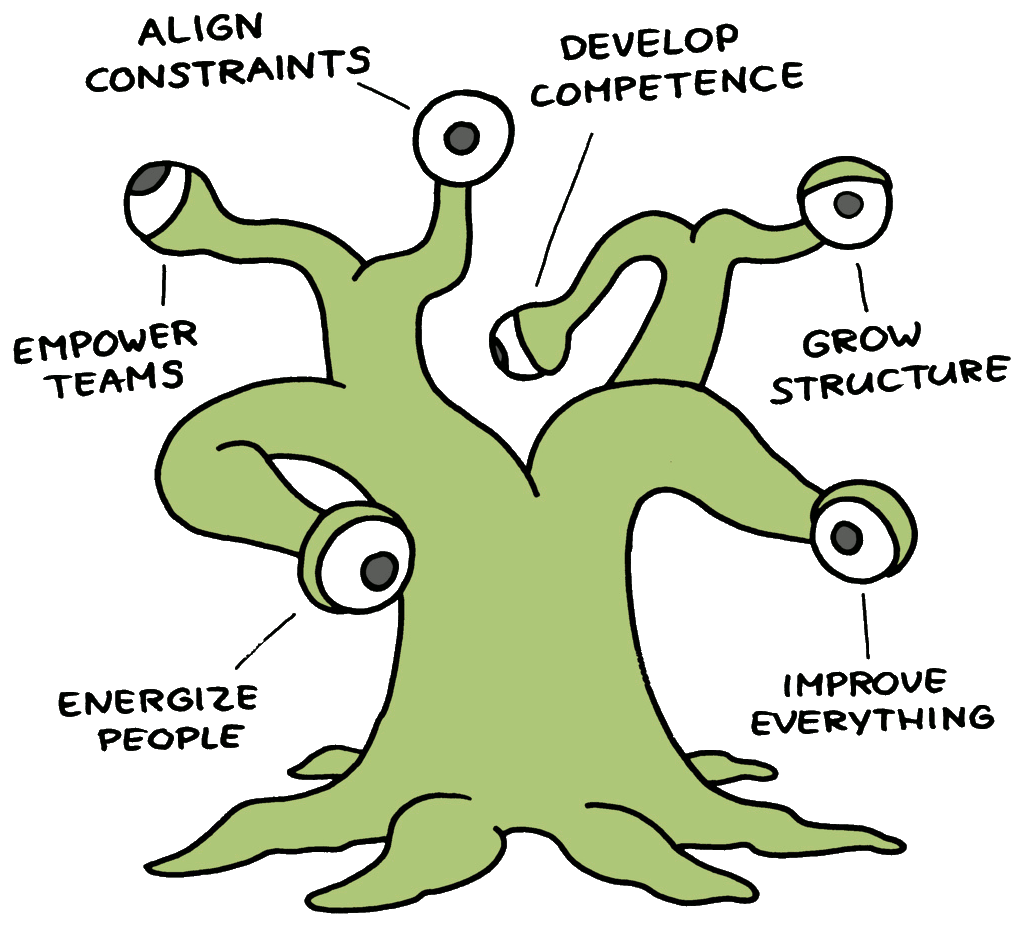 ALIGN
CONSTRAINTS
DEVELOP
COMPETENCE
EMPOWER
TEAMS
GROW
STRUCTURE
ENERGIZE
PEOPLE
IMPROVE
EVERYTHING